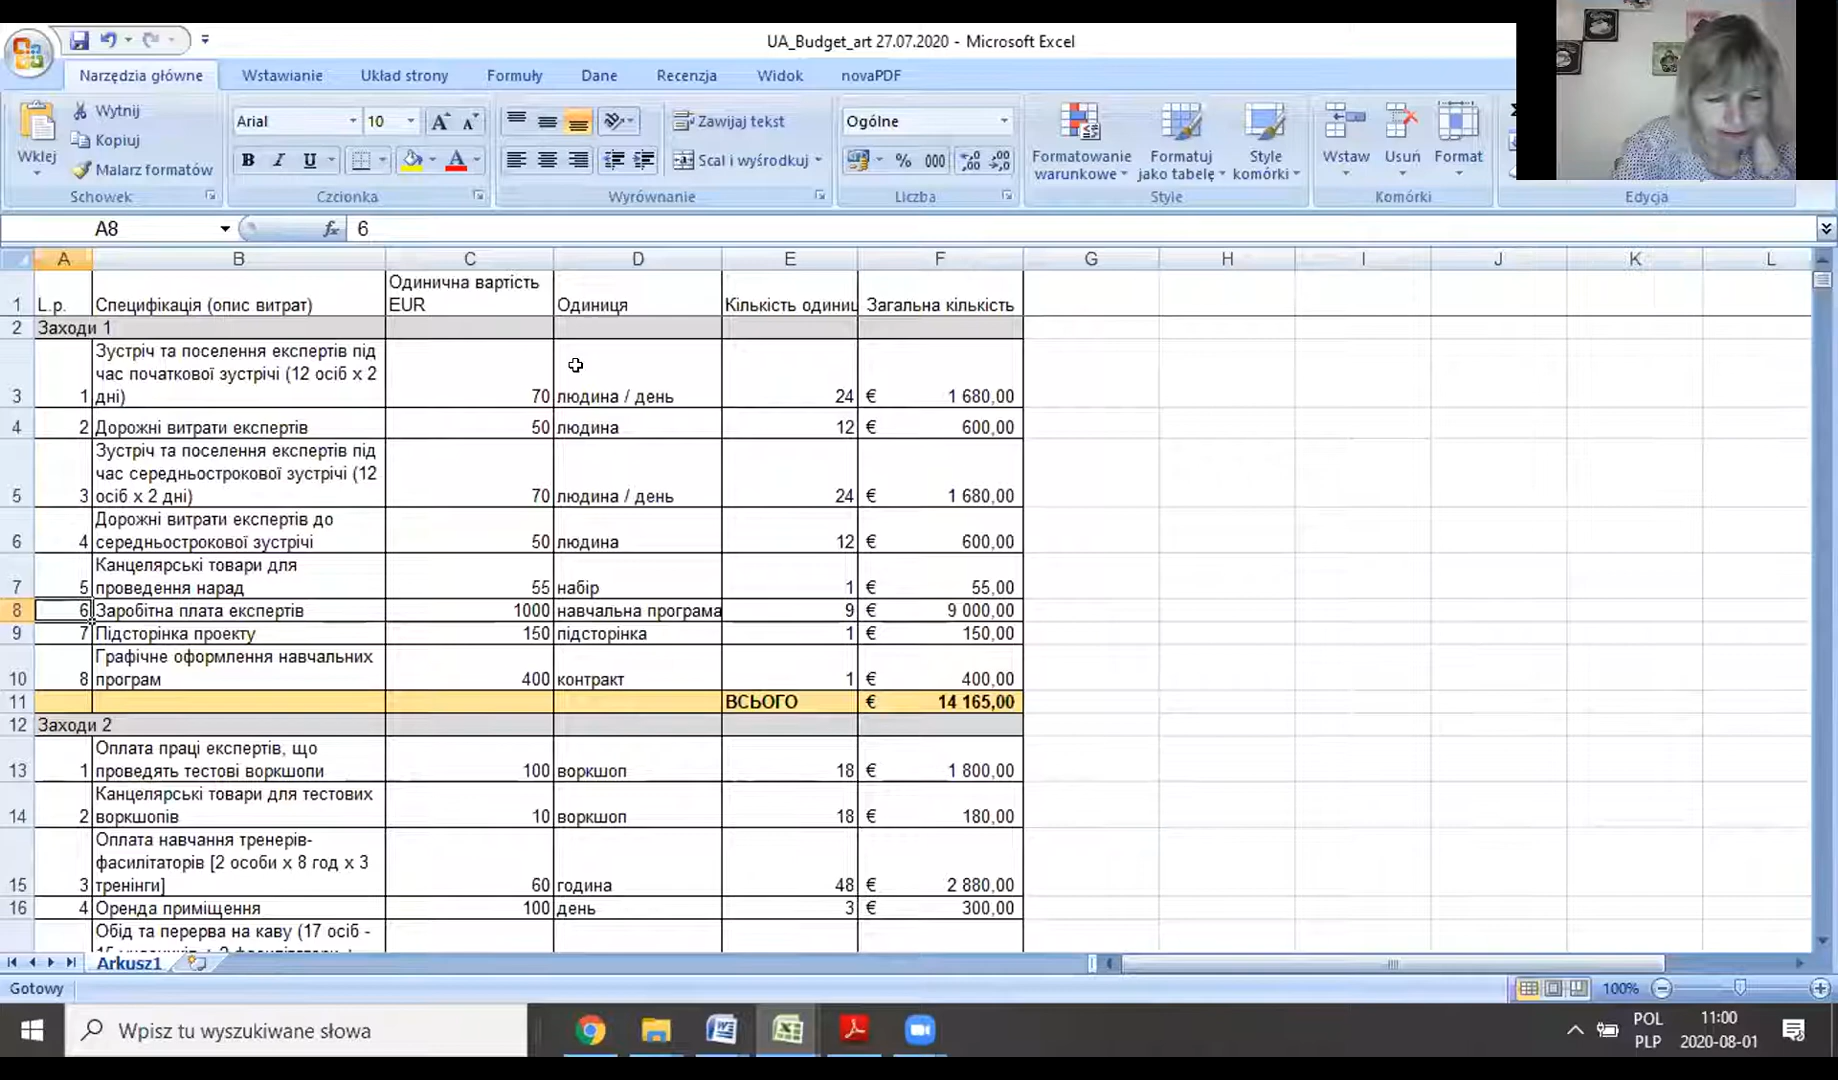 UA_Budget_art 27.07.2020 - Microsoft Excel
Narzędzia główne Wstawianie Układ strony Formuły Dane Recenzja Widok novaPDF
Wklej
Wytnij
Kopiuj
Malarz formatów
Schowek
Arial 10
B I U A
Czcionka
Zawijaj tekst
Scal i wyśrodkuj
Wyrównanie
Ogólne
% 000
Liczba
Formatowanie warunkowe
Formatuj jako tabelę
Style komórki
Style
Wstaw Usuń Format
Komórki
Edycja
A8 fx 6
A B C D E F G H I J K L
1 L.p. Специфікація (опис витрат) Одинична вартість EUR Одиниця Кількість одиниц Загальна кількість
2 Заходи 1
3 1 Зустріч та поселення експертів під час початкової зустрічі (12 осіб х 2 дні) 70 людина / день 24 € 1 680,00
4 2 Дорожні витрати експертів 50 людина 12 € 600,00
5 3 Зустріч та поселення експертів під час середньострокової зустрічі (12 осіб х 2 дні) 70 людина / день 24 € 1 680,00
6 4 Дорожні витрати експертів до середньострокової зустрічі 50 людина 12 € 600,00
7 5 Канцелярські товари для проведення нарад 55 набір 1 € 55,00
8 6 Заробітна плата експертів 1000 навчальна програма 9 € 9 000,00
9 7 Підсторінка проекту 150 підсторінка 1 € 150,00
10 8 Графічне оформлення навчальних програм 400 контракт 1 € 400,00
11 ВСЬОГО € 14 165,00
12 Заходи 2
13 1 Оплата праці експертів, що проведять тестові воркшопи 100 воркшоп 18 € 1 800,00
14 2 Канцелярські товари для тестових воркшопів 10 воркшоп 18 € 180,00
15 3 Оплата навчання тренерів-фасилітаторів [2 особи х 8 год х 3 тренінги] 60 година 48 € 2 880,00
16 4 Оренда приміщення 100 день 3 € 300,00
Обід та перерва на каву (17 осіб -
Arkusz1
Gotowy 100%
Wpisz tu wyszukiwane słowa
POL
PLP
11:00
2020-08-01